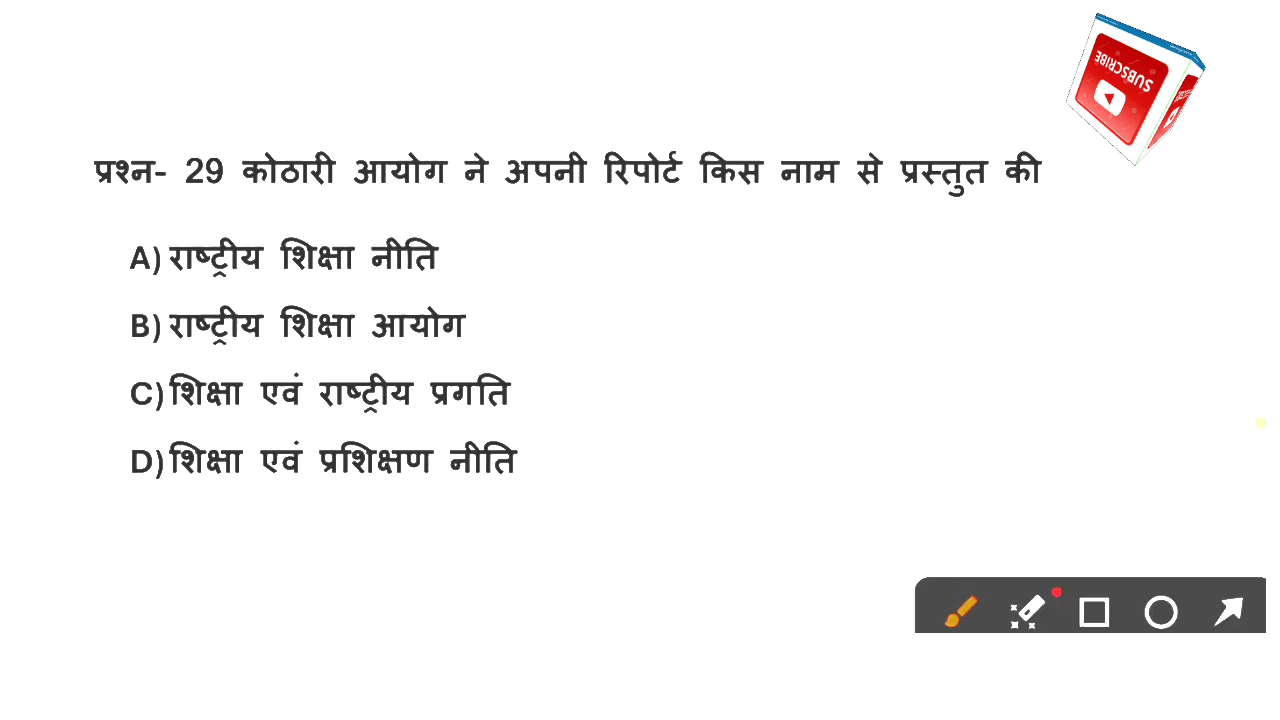 SUBSCRIBE
प्रश्न- 29 कोठारी आयोग ने अपनी रिपोर्ट किस नाम से प्रस्तुत की
A) राष्ट्रीय शिक्षा नीति
B) राष्ट्रीय शिक्षा आयोग
C) शिक्षा एवं राष्ट्रीय प्रगति
D) शिक्षा एवं प्रशिक्षण नीति